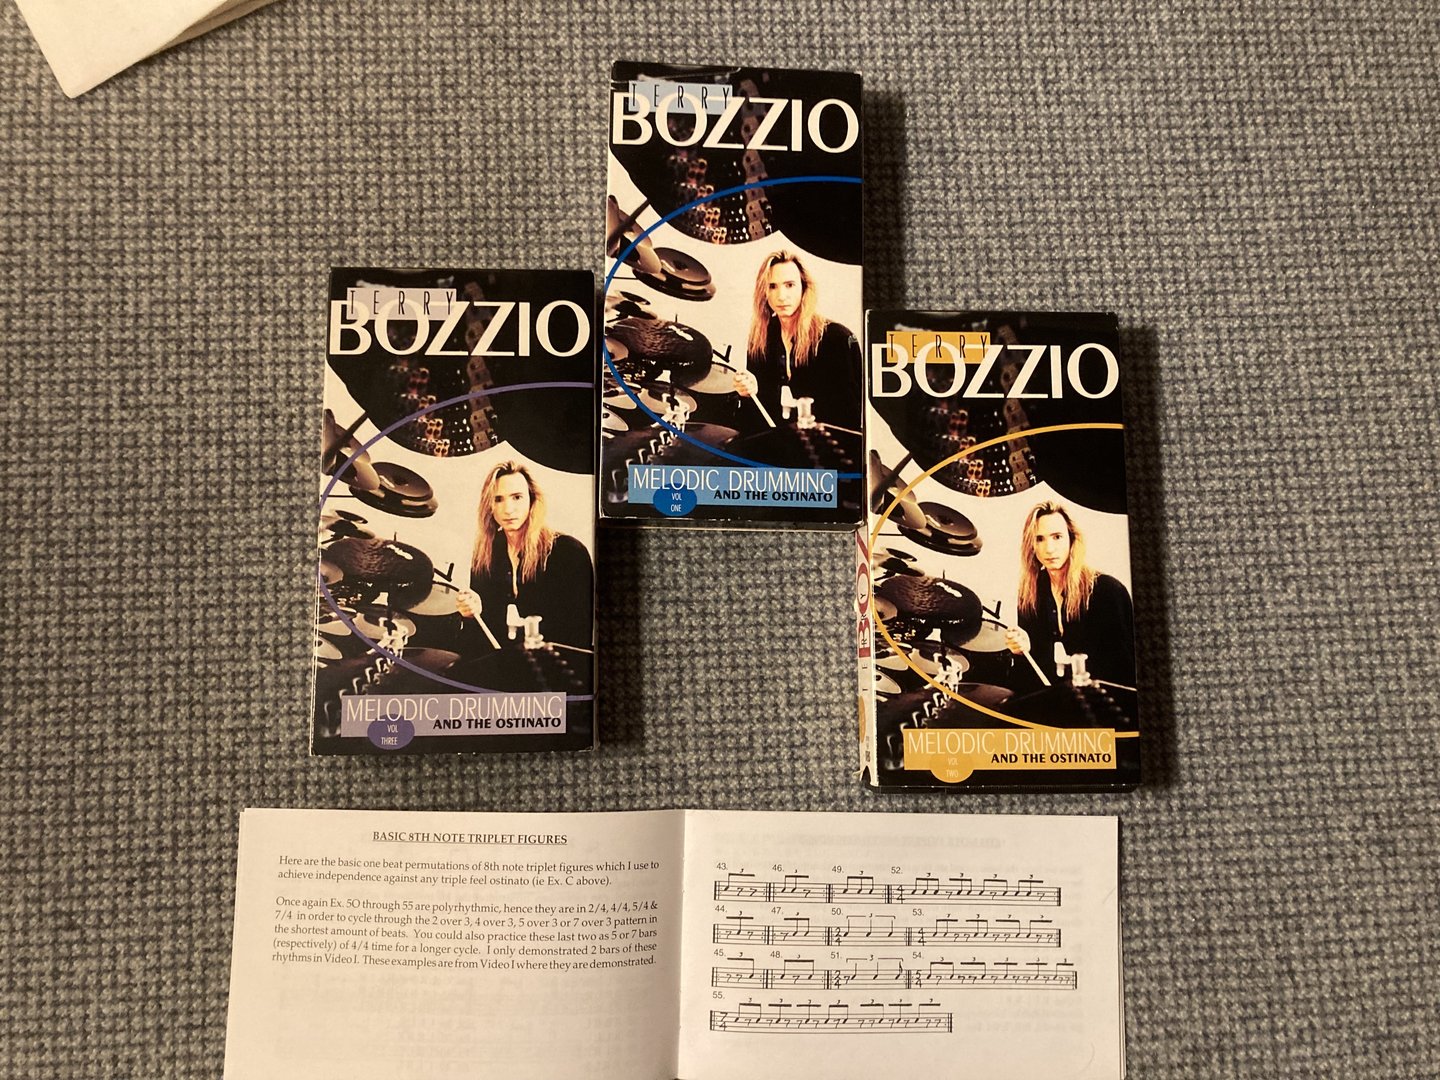 TERRY
BOZZIO
MELODIC DRUMMING
AND THE OSTINATO
VOL
ONE
TERRY
BOZZIO
MELODIC DRUMMING
AND THE OSTINATO
VOL
THREE
TERRY
BOZZIO
MELODIC DRUMMING
AND THE OSTINATO
VOL
TWO
TERRY BOZ
BASIC 8TH NOTE TRIPLET FIGURES
Here are the basic one beat permutations of 8th note triplet figures which I use to
achieve independence against any triple feel ostinato (ie Ex. C above).
Once again Ex. 5O through 55 are polyrhythmic, hence they are in 2/4, 4/4, 5/4 &
7/4 in order to cycle through the 2 over 3, 4 over 3, 5 over 3 or 7 over 3 pattern in
the shortest amount of beats. You could also practice these last two as 5 or 7 bars
(respectively) of 4/4 time for a longer cycle. I only demonstrated 2 bars of these
rhythms in Video I. These examples are from Video I where they are demonstrated.
43. 46. 49. 52.
44. 47. 50. 53.
45. 48. 51. 54.
55.